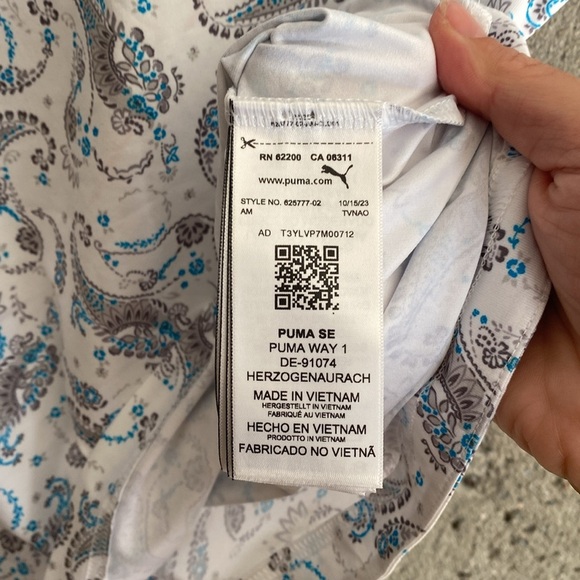 RN 62200 CA 06311
www.puma.com
STYLE NO. 625777-02 10/15/23
AM TVNAO
AD T3YLVP7M00712
PUMA SE
PUMA WAY 1
DE-91074
HERZOGENAURACH
MADE IN VIETNAM
HERGESTELLT IN VIETNAM
FABRIQUÉ AU VIETNAM
HECHO EN VIETNAM
PRODOTTO IN VIETNAM
FABRICADO NO VIETNÃ